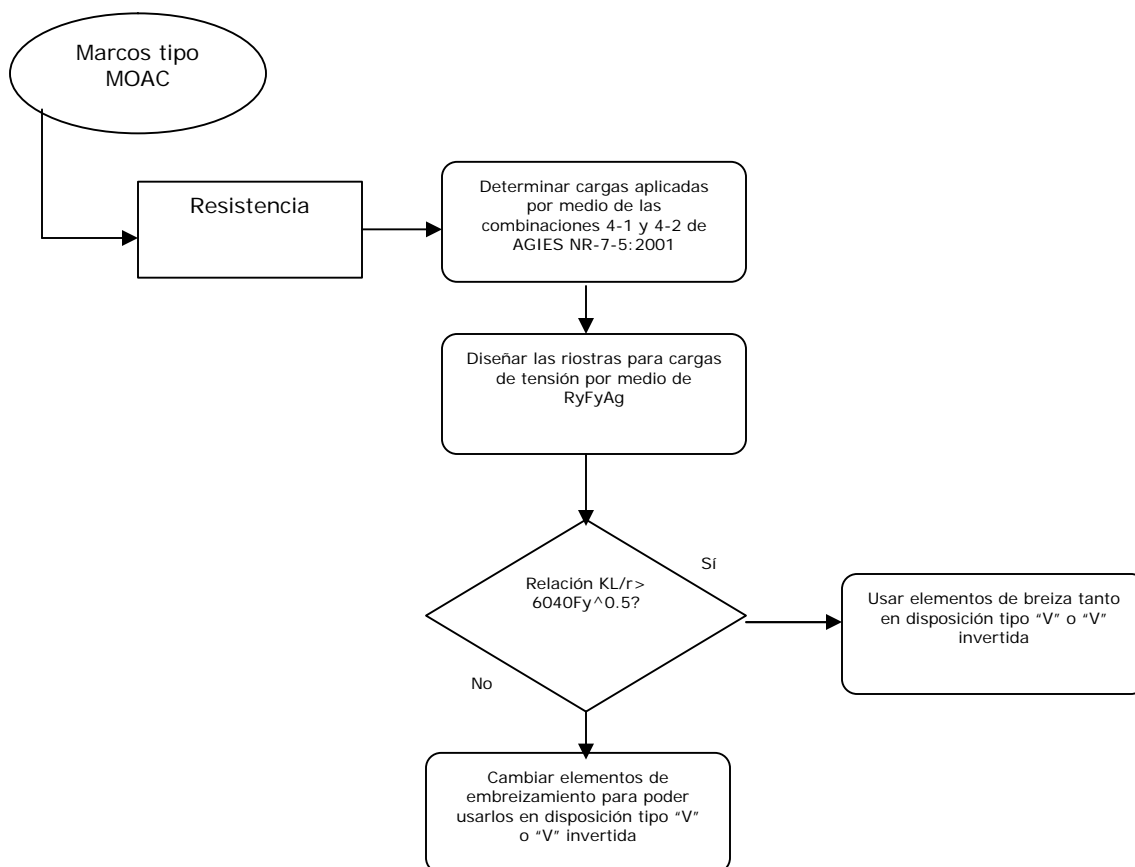 Marcos tipo
MOAC
Resistencia
Determinar cargas aplicadas
por medio de las
combinaciones 4-1 y 4-2 de
AGIES NR-7-5:2001
Diseñar las riostras para cargas
de tensión por medio de
RyFyAg
Relación KL/r>
6040Fy^0.5?
Sí
Usar elementos de breiza tanto
en disposición tipo "V" o "V"
invertida
No
Cambiar elementos de
embreizamiento para poder
usarlos en disposición tipo "V"
o "V" invertida